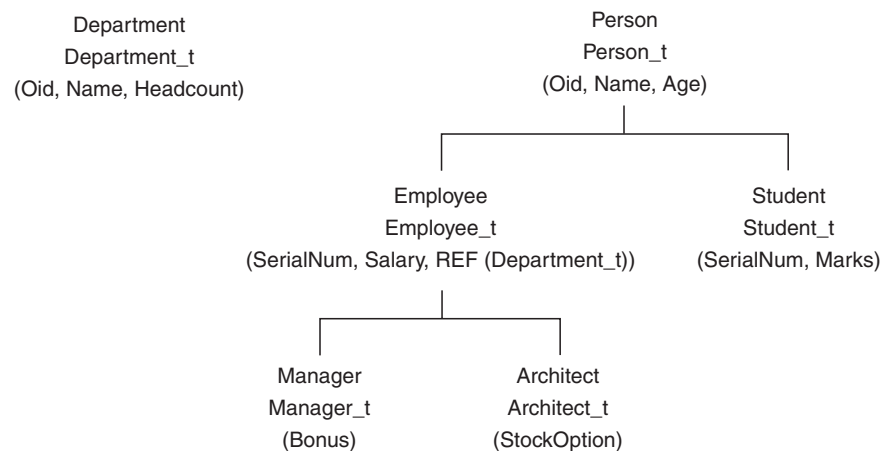 Department
Department_t
(Oid, Name, Headcount)
Person
Person_t
(Oid, Name, Age)
Employee
Employee_t
(SerialNum, Salary, REF (Department_t))
Student
Student_t
(SerialNum, Marks)
Manager
Manager_t
(Bonus)
Architect
Architect_t
(StockOption)